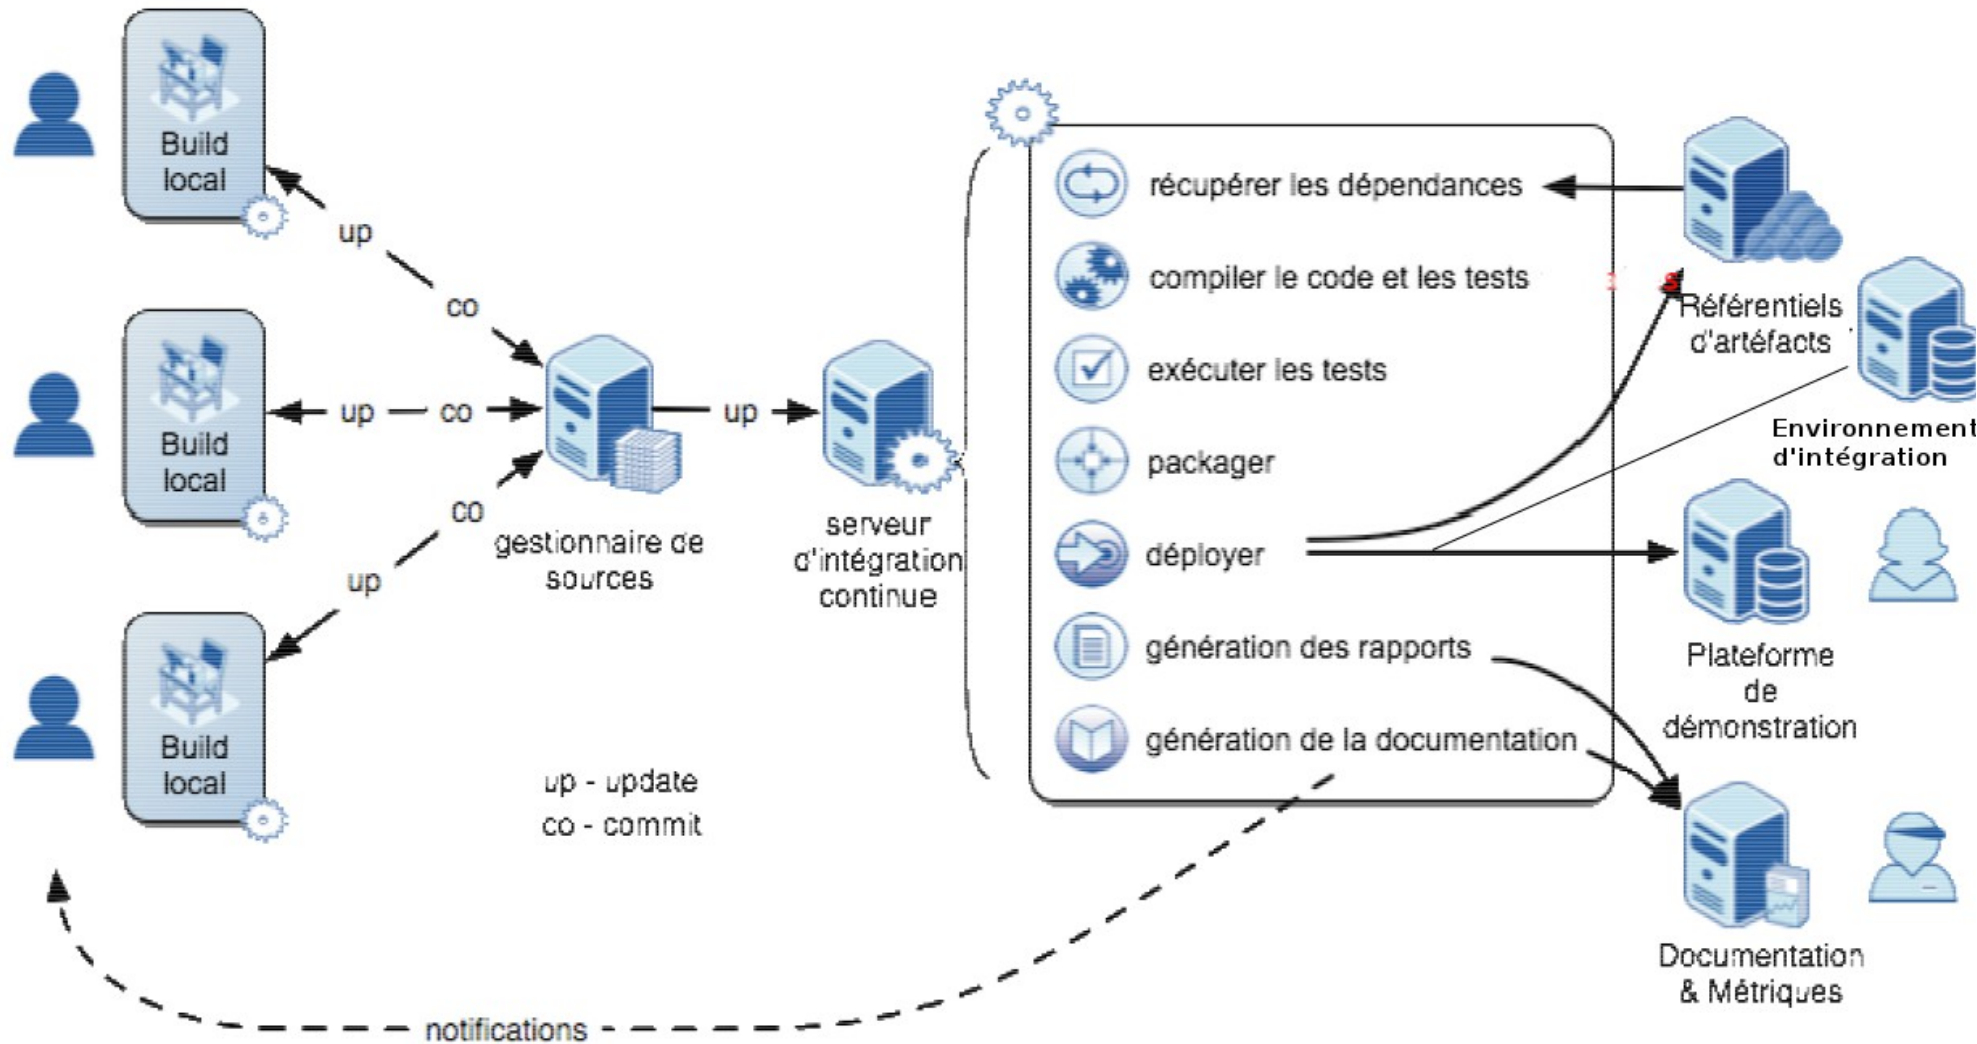 Build
local
up
co
Build
local
up
co
co
up
Build
local
gestionnaire de
sources
up
serveur
d'intégration
continue
up - update
co - commit
récupérer les dépendances
compiler le code et les tests
exécuter les tests
packager
déployer
génération des rapports
génération de la documentation
s
Référentiels
d'artéfacts
Environnement
d'intégration
Plateforme
de
démonstration
Documentation
& Métriques
notifications